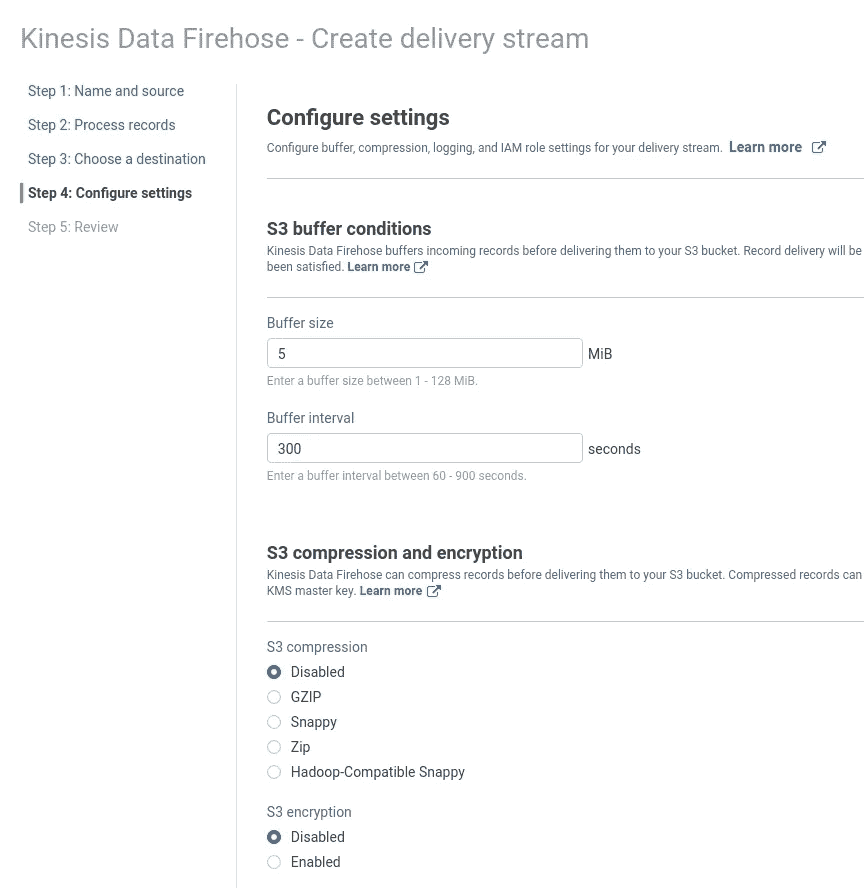 Kinesis Data Firehose - Create delivery stream
Step 1: Name and source
Step 2: Process records
Step 3: Choose a destination
Step 4: Configure settings
Step 5: Review
Configure settings
Configure buffer, compression, logging, and IAM role settings for your delivery stream. Learn more
S3 buffer conditions
Kinesis Data Firehose buffers incoming records before delivering them to your S3 bucket. Record delivery will be
been satisfied. Learn more
Buffer size
5 MiB
Enter a buffer size between 1 - 128 MiB.
Buffer interval
300 seconds
Enter a buffer interval between 60 - 900 seconds.
S3 compression and encryption
Kinesis Data Firehose can compress records before delivering them to your S3 bucket. Compressed records can
KMS master key. Learn more
S3 compression
Disabled
GZIP
Snappy
Zip
Hadoop-Compatible Snappy
S3 encryption
Disabled
Enabled